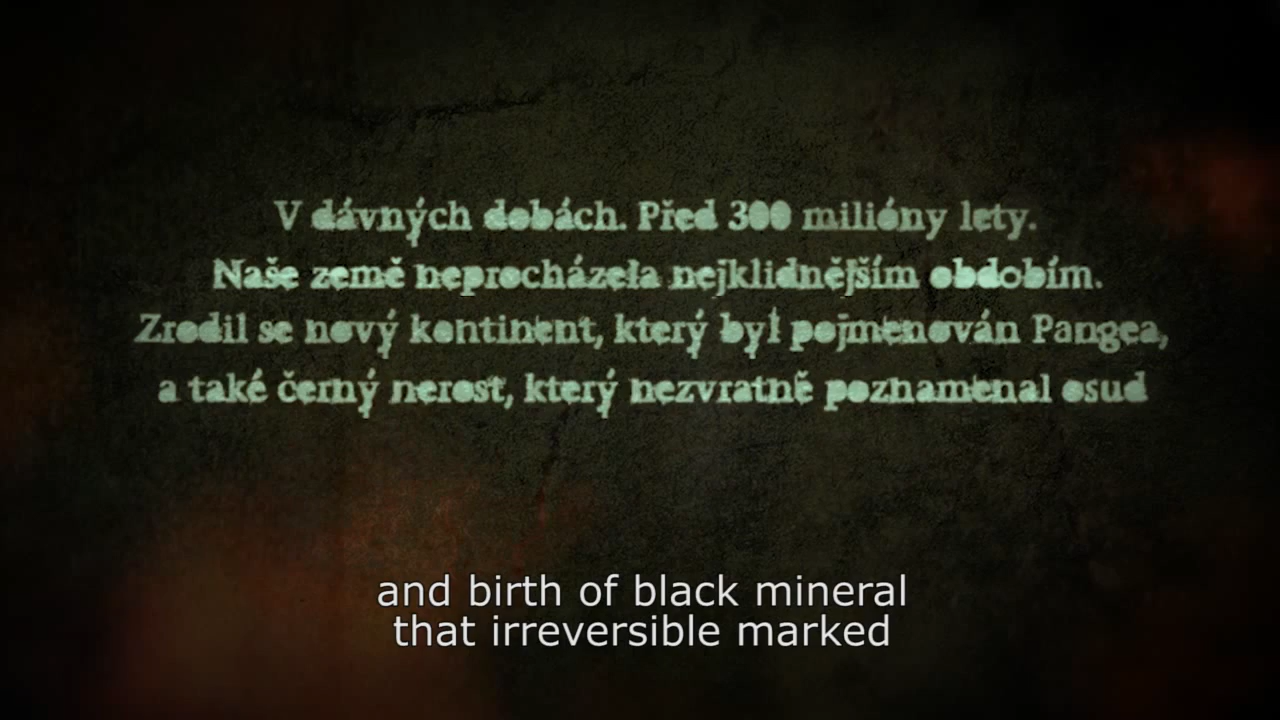 V dávných dobách. Před 300 milióny lety.
Naše země neprocházela nejklidnějším obdobím.
Zrodil se nový kontinent, který byl pojmenován Pangea,
a také černý nerost, který nezvratně poznamenal osud
and birth of black mineral
that irreversible marked